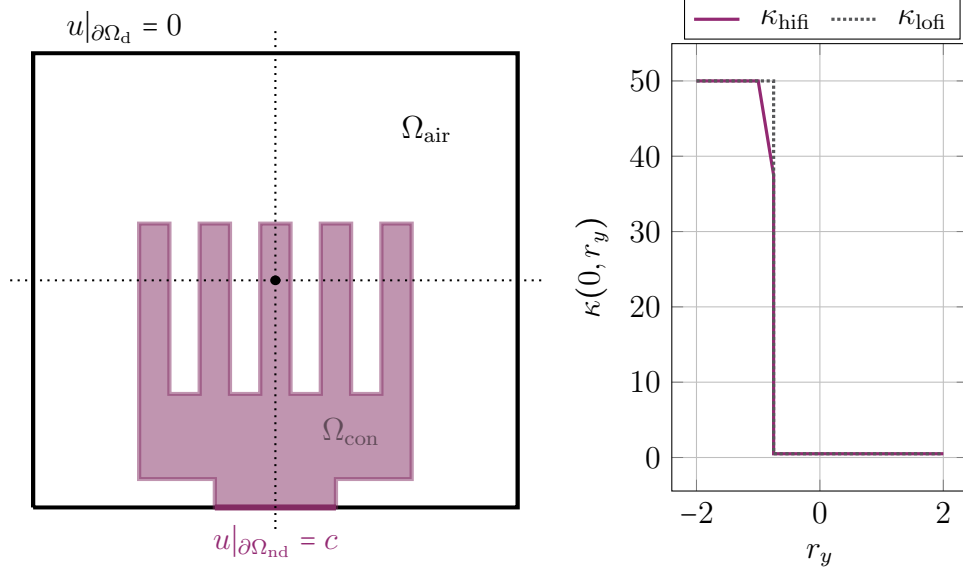 u|∂Ωd = 0
Ωair
Ωcon
u|∂Ωnd = c
κhifi κlofi
κ(0, ry)
50
40
30
20
10
0
−2 0 2
ry